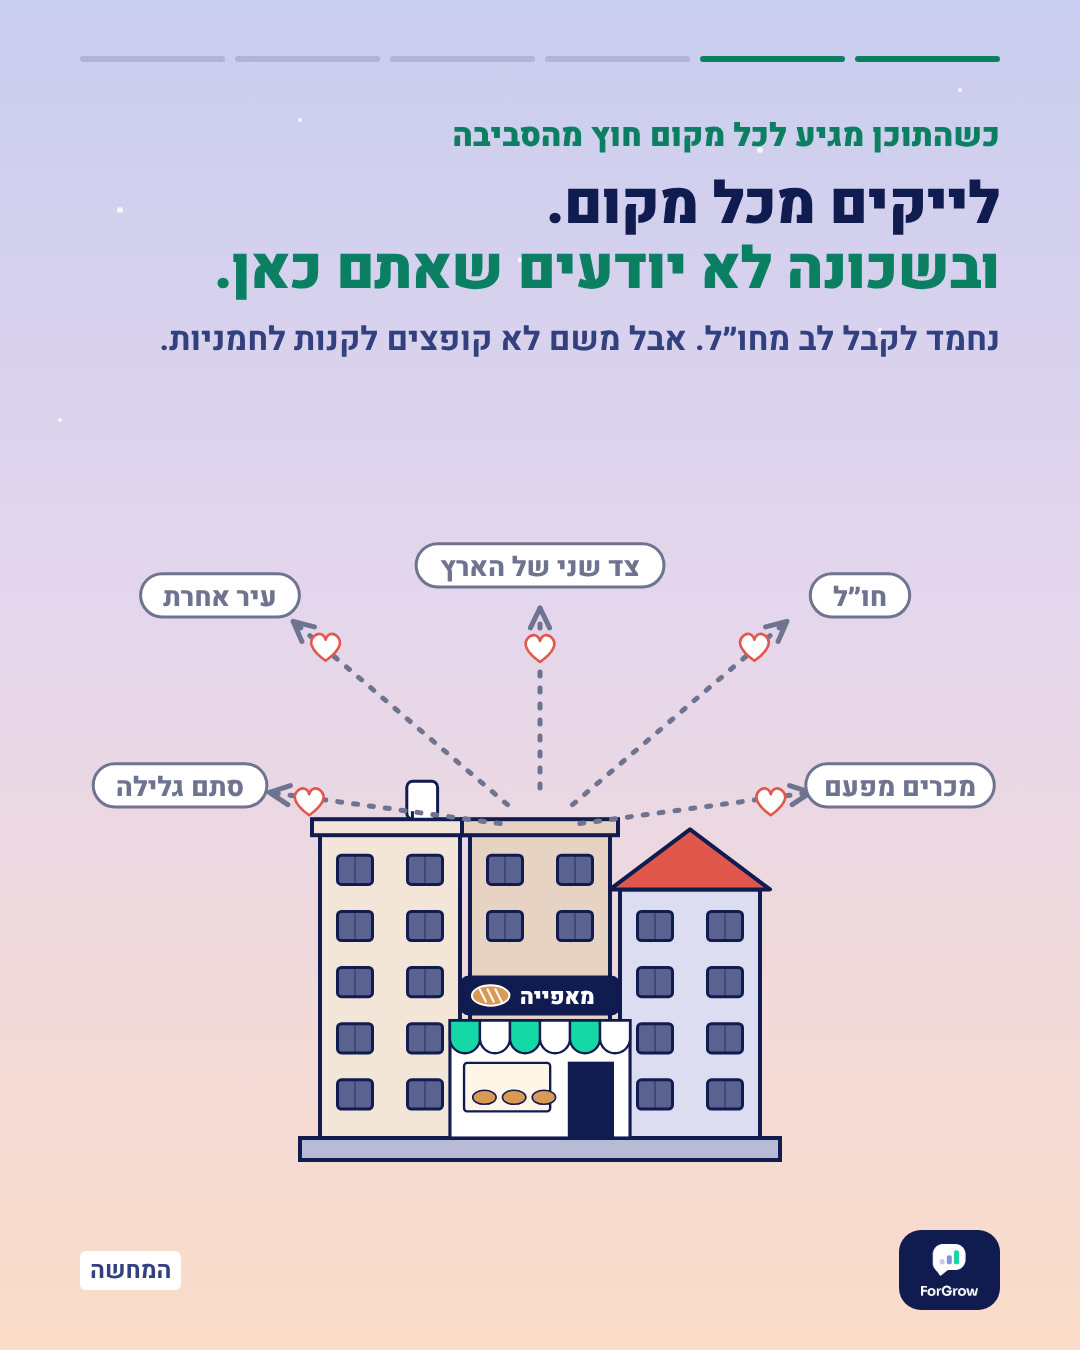 כשהתוכן מגיע לכל מקום חוץ מהסביבה
לייקים מכל מקום.
ובשכונה לא יודעים שאתם כאן.
נחמד לקבל לב מחו״ל. אבל משם לא קופצים לקנות לחמניות.
צד שני של הארץ
חו״ל
עיר אחרת
מכרים מפעם
סתם גלילה
מאפייה
המחשה
ForGrow